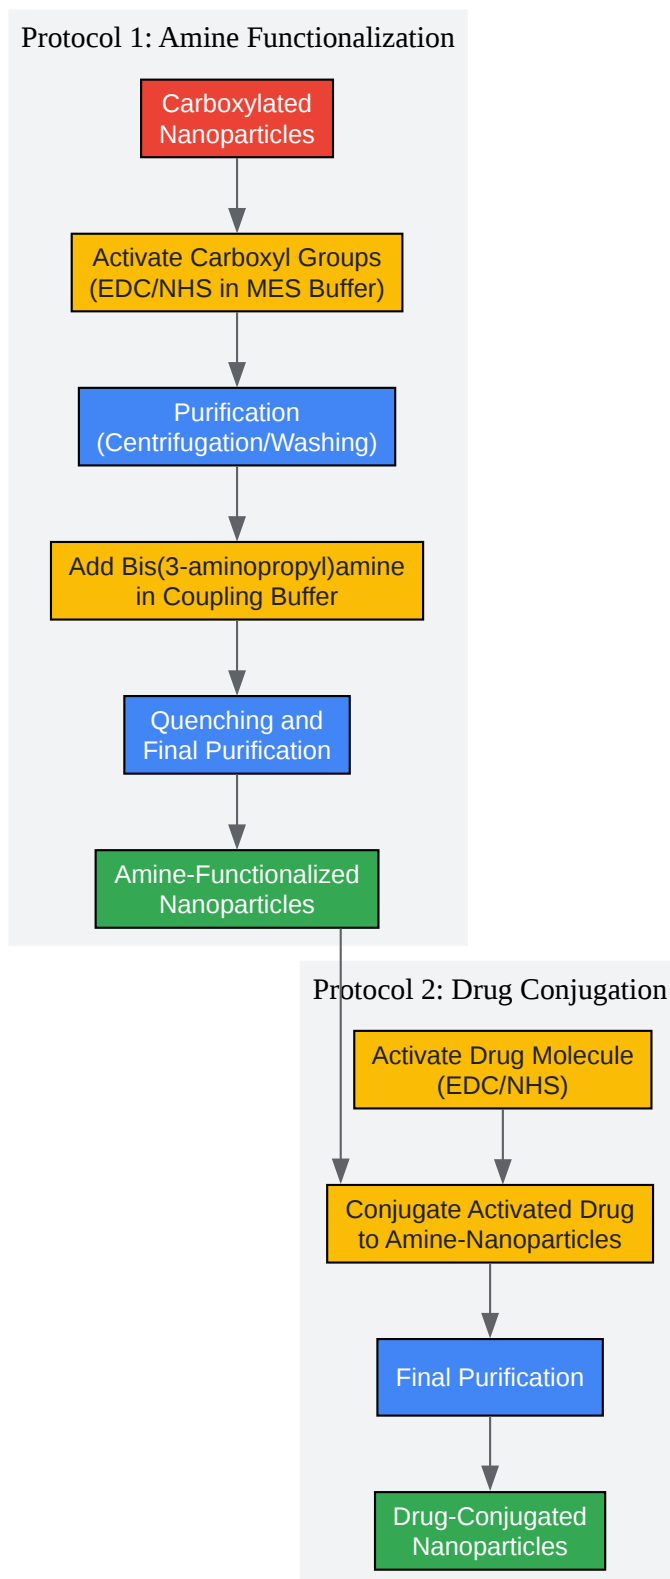 Protocol 1: Amine Functionalization
Carboxylated
Nanoparticles
Activate Carboxyl Groups
(EDC/NHS in MES Buffer)
Purification
(Centrifugation/Washing)
Add Bis(3-aminopropyl)amine
in Coupling Buffer
Quenching and
Final Purification
Amine-Functionalized
Nanoparticles
Protocol 2: Drug Conjugation
Activate Drug Molecule
(EDC/NHS)
Conjugate Activated Drug
to Amine-Nanoparticles
Final Purification
Drug-Conjugated
Nanoparticles